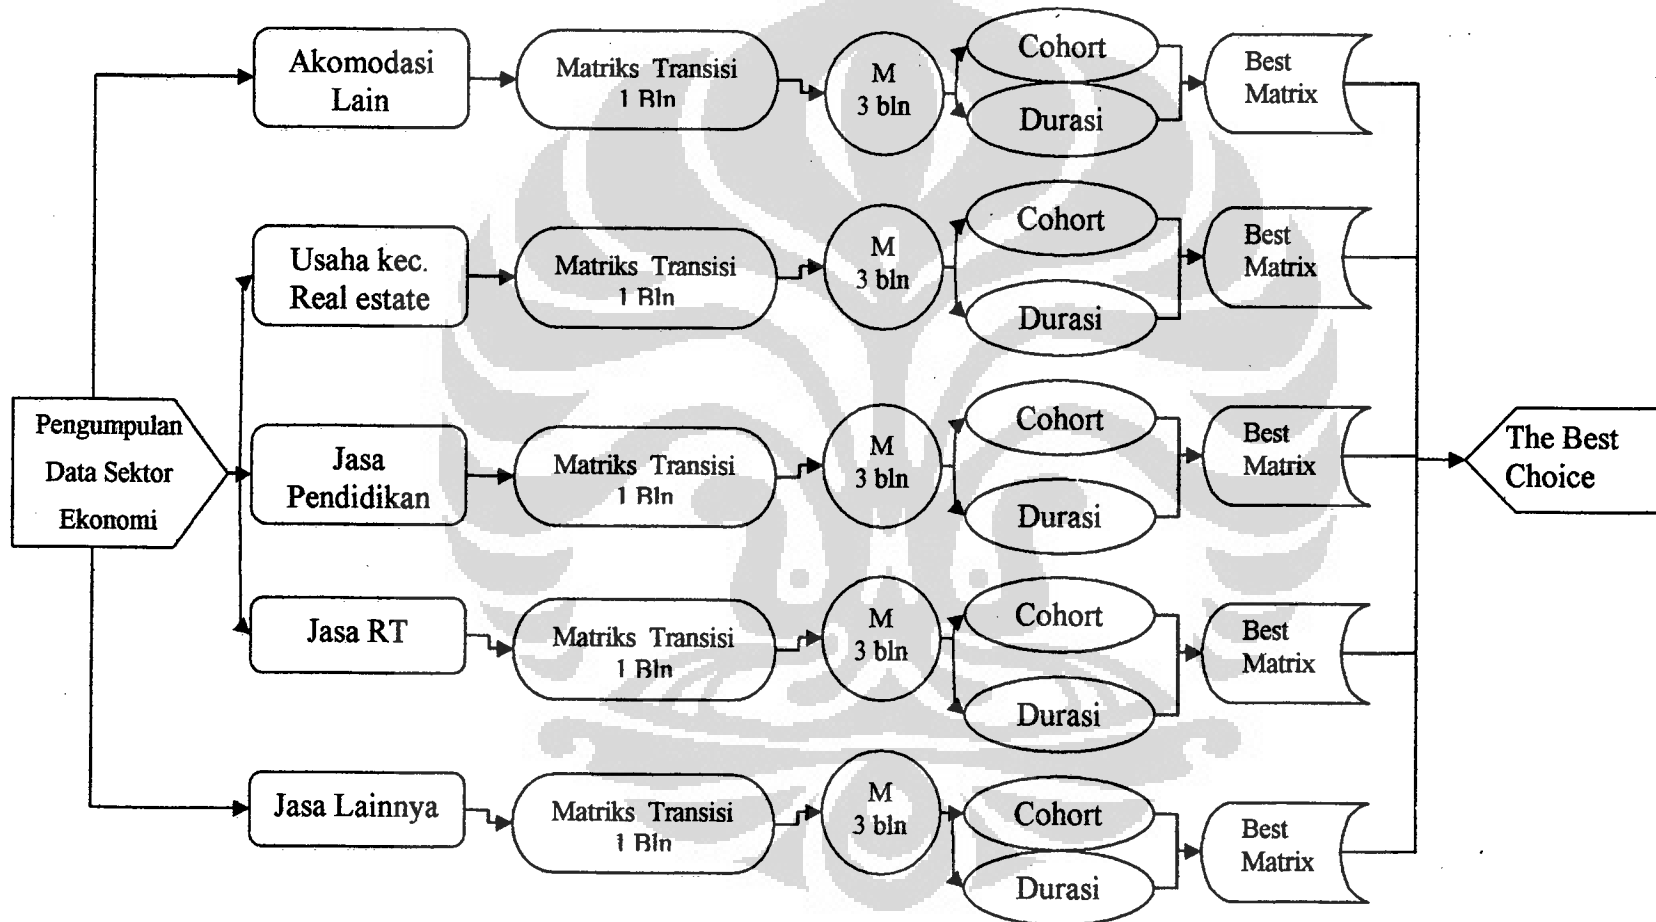 Pengumpulan
Data Sektor
Ekonomi
Akomodasi
Lain
Matriks Transisi
1 Bln
M
3 bln
Cohort
Durasi
Best
Matrix
Usaha kec.
Real estate
Matriks Transisi
1 Bln
M
3 bln
Cohort
Durasi
Best
Matrix
Jasa
Pendidikan
Matriks Transisi
1 Bln
M
3 bln
Cohort
Durasi
Best
Matrix
Jasa RT
Matriks Transisi
1 Bln
M
3 bln
Cohort
Durasi
Best
Matrix
Jasa Lainnya
Matriks Transisi
1 Bln
M
3 bln
Cohort
Durasi
Best
Matrix
The Best
Choice